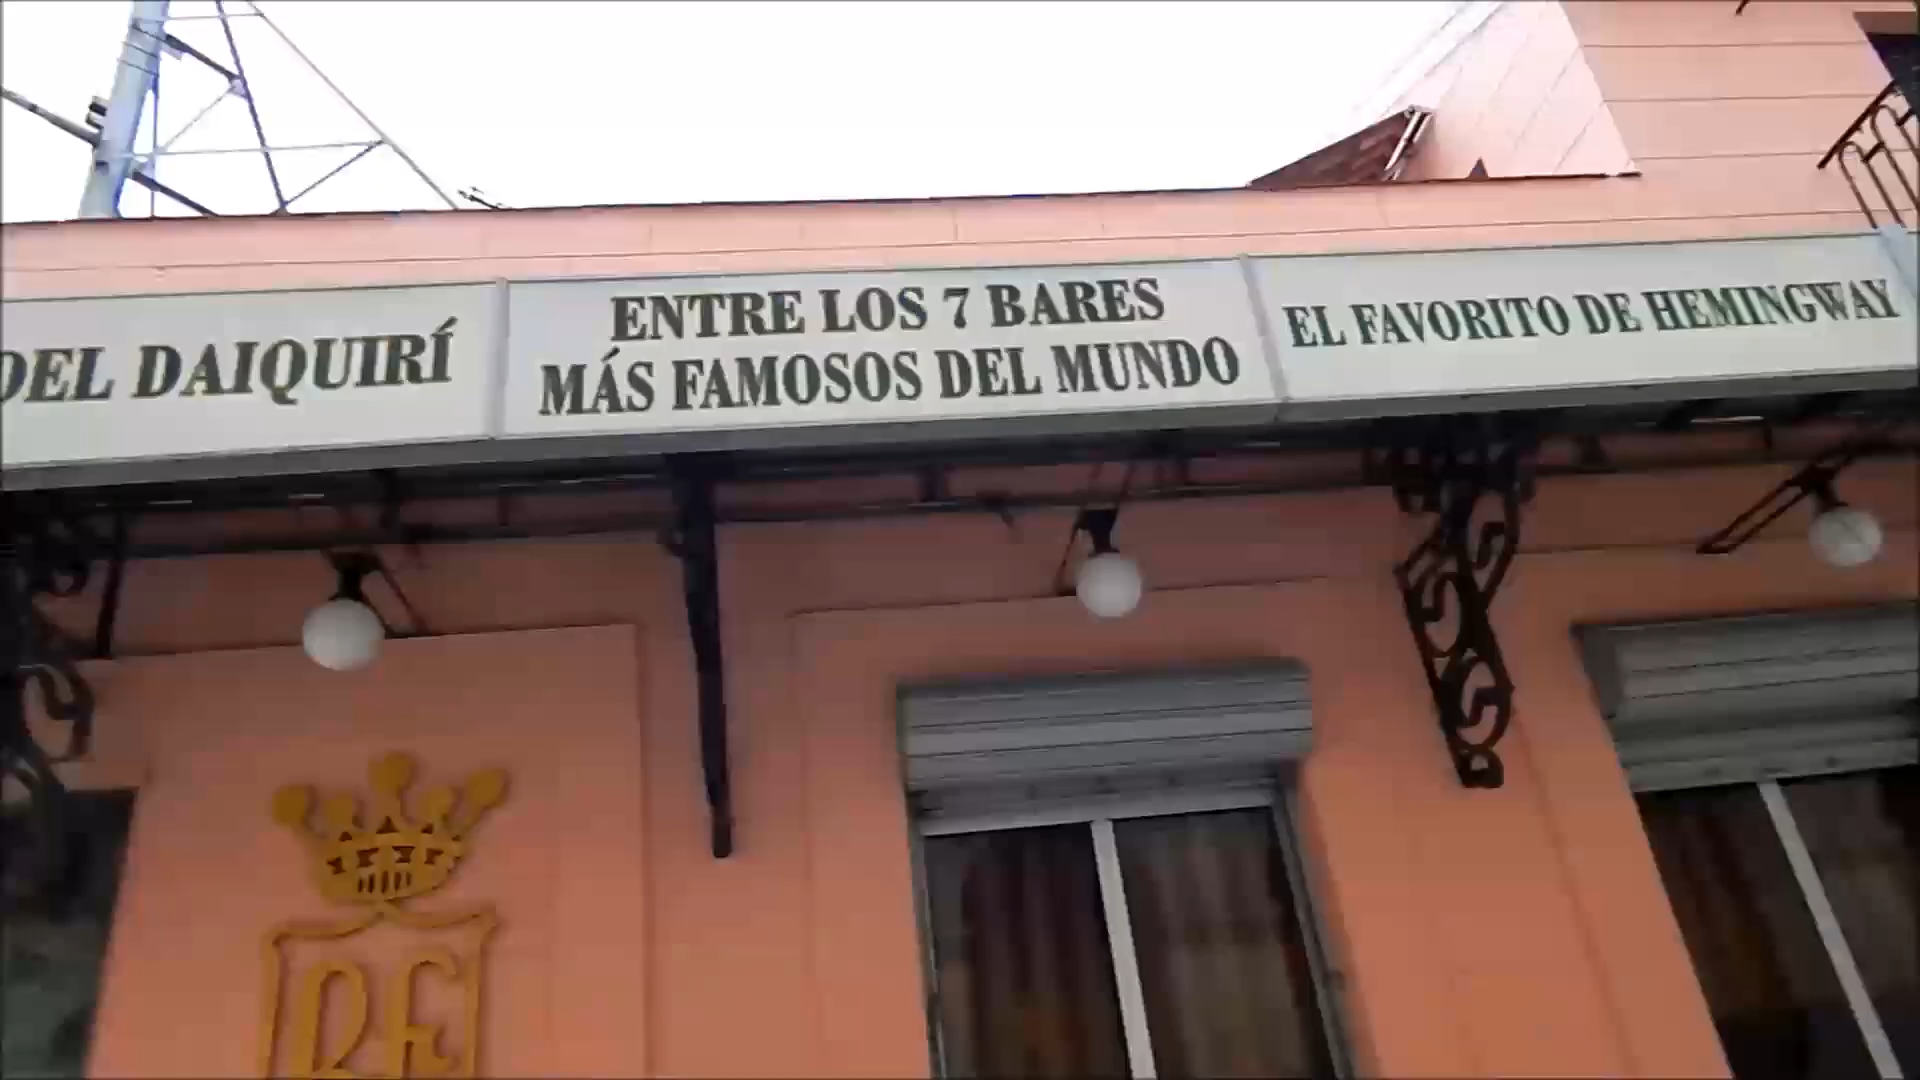 DEL DAIQUIRÍ
ENTRE LOS 7 BARES
MÁS FAMOSOS DEL MUNDO
EL FAVORITO DE HEMINGWAY